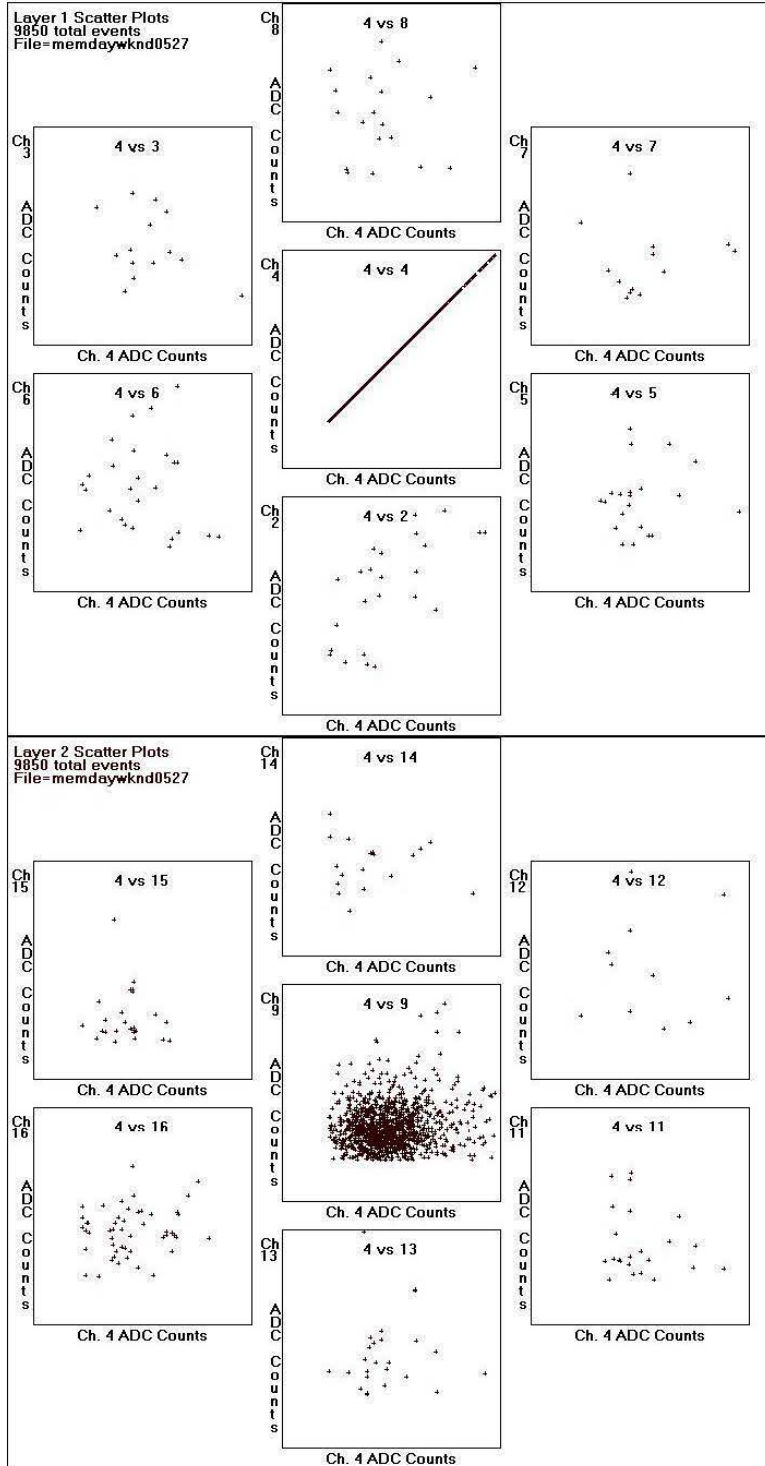 Layer 1 Scatter Plots
9850 total events
File=memdaywknd0527
Ch
8
4 vs 8
ADC Counts
Ch. 4 ADC Counts
Ch
3
4 vs 3
ADC Counts
Ch. 4 ADC Counts
Ch
7
4 vs 7
ADC Counts
Ch. 4 ADC Counts
Ch
4
4 vs 4
ADC Counts
Ch. 4 ADC Counts
Ch
6
4 vs 6
ADC Counts
Ch. 4 ADC Counts
Ch
5
4 vs 5
ADC Counts
Ch. 4 ADC Counts
Ch
2
4 vs 2
ADC Counts
Ch. 4 ADC Counts
Layer 2 Scatter Plots
9850 total events
File=memdaywknd0527
Ch
14
4 vs 14
ADC Counts
Ch. 4 ADC Counts
Ch
15
4 vs 15
ADC Counts
Ch. 4 ADC Counts
Ch
12
4 vs 12
ADC Counts
Ch. 4 ADC Counts
Ch
9
4 vs 9
ADC Counts
Ch. 4 ADC Counts
Ch
16
4 vs 16
ADC Counts
Ch. 4 ADC Counts
Ch
11
4 vs 11
ADC Counts
Ch. 4 ADC Counts
Ch
13
4 vs 13
ADC Counts
Ch. 4 ADC Counts